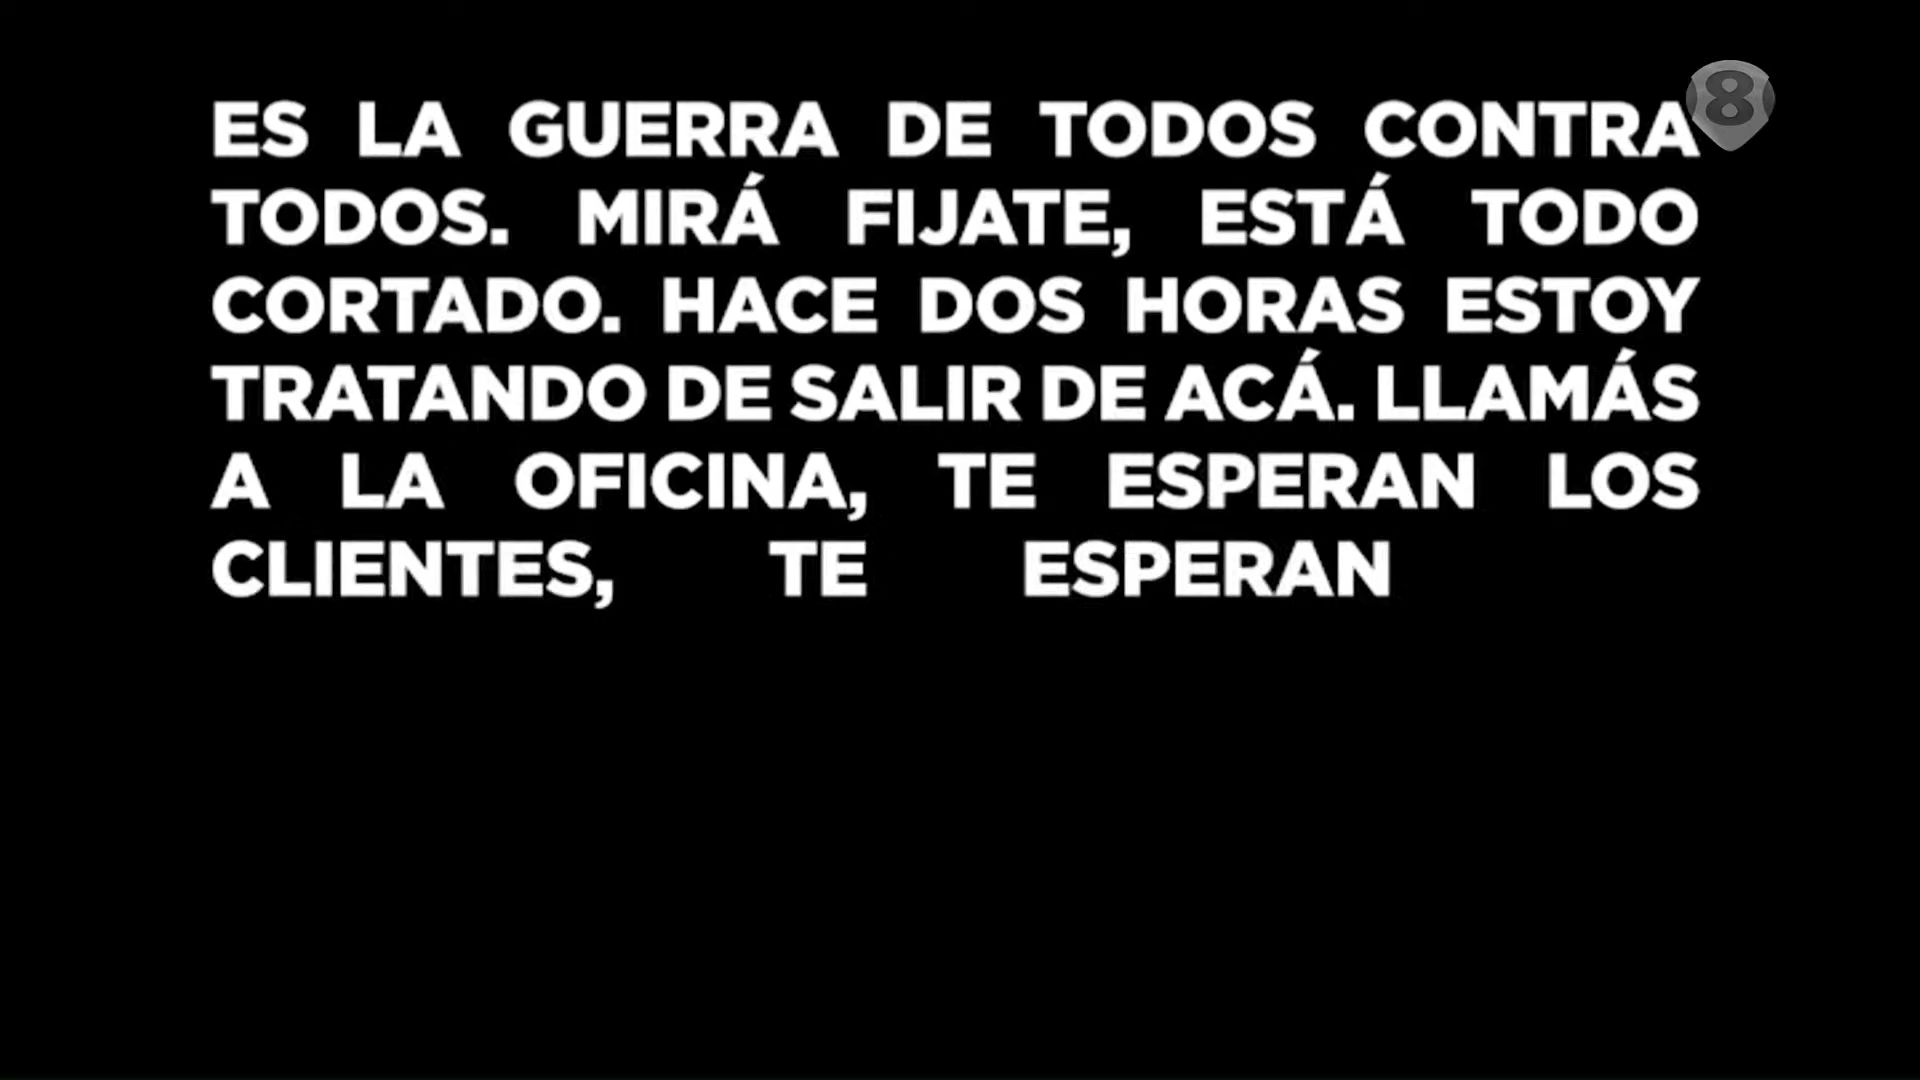 ES LA GUERRA DE TODOS CONTRA
TODOS. MIRÁ FIJATE, ESTÁ TODO
CORTADO. HACE DOS HORAS ESTOY
TRATANDO DE SALIR DE ACÁ. LLAMÁS
A LA OFICINA, TE ESPERAN LOS
CLIENTES, TE ESPERAN
8